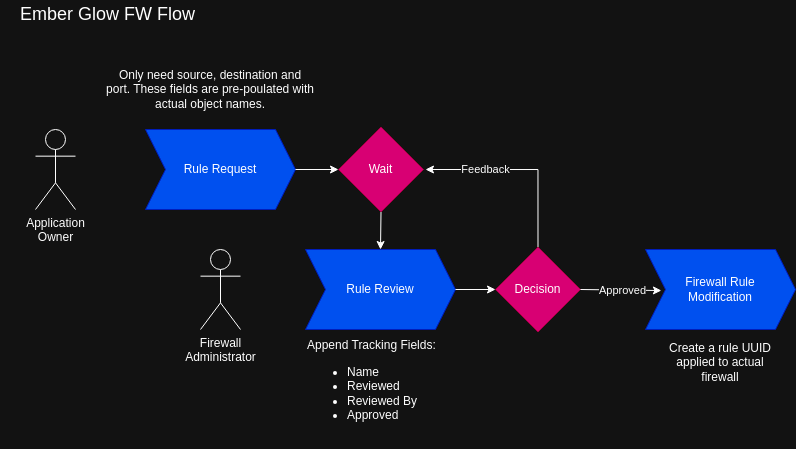 Ember Glow FW Flow
Only need source, destination and
port. These fields are pre-poulated with
actual object names.
Rule Request
Wait
Feedback
Application
Owner
Rule Review
Decision
Approved
Firewall Rule
Modification
Firewall
Administrator
Append Tracking Fields:
Name
Reviewed
Reviewed By
Approved
Create a rule UUID
applied to actual
firewall